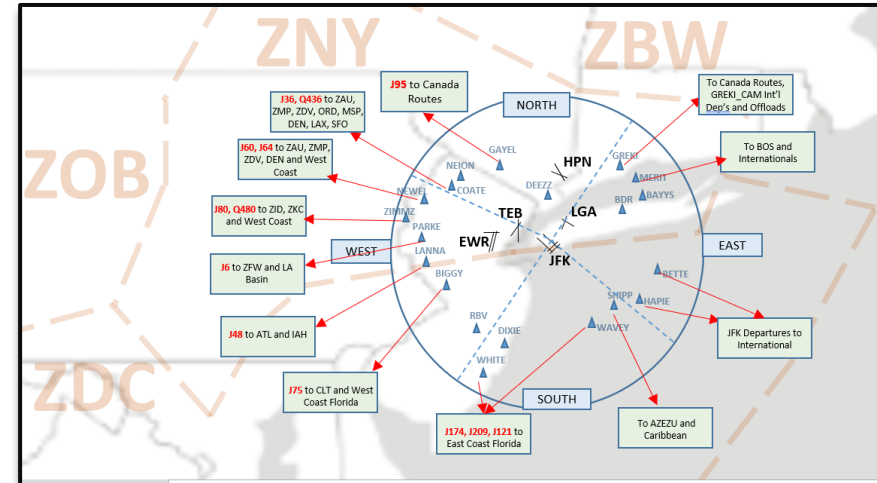 ZNY
ZBW
ZOB
ZDC
J36, Q436 to ZAU,
ZMP, ZDV, ORD, MSP,
DEN, LAX, SFO
J95 to Canada
Routes
NORTH
To Canada Routes,
GREKI_CAM Int'l
Dep's and Offloads
J60, J64 to ZAU, ZMP,
ZDV, DEN and West
Coast
To BOS and
Internationals
J80, Q480 to ZID, ZKC
and West Coast
J6 to ZFW and LA
Basin
J48 to ATL and IAH
J75 to CLT and West
Coast Florida
WEST
EAST
GAYEL
HPN
GREKI
NEION
COATE
DEEZZ
MERIT
BAYYS
NEWEL
BDR
ZIMMZ
TEB
LGA
PARKE
EWR
JFK
LANNA
BIGGY
BETTE
SHIPP
HAPIE
RBV
DIXIE
WAVEY
WHITE
JFK Departures to
International
SOUTH
J174, J209, J121 to
East Coast Florida
To AZEZU and
Caribbean